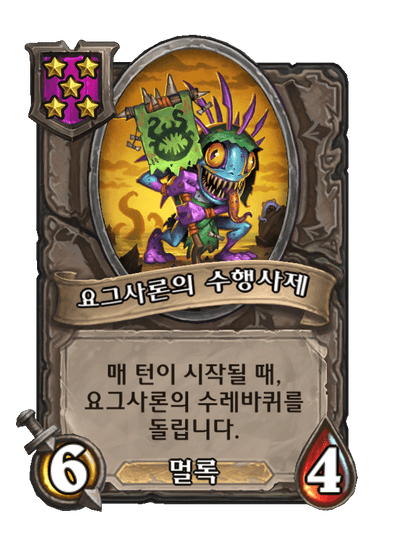 요그사론의 수행사제
매 턴이 시작될 때,
요그사론의 수레바퀴를
돌립니다.
6
멀록
4